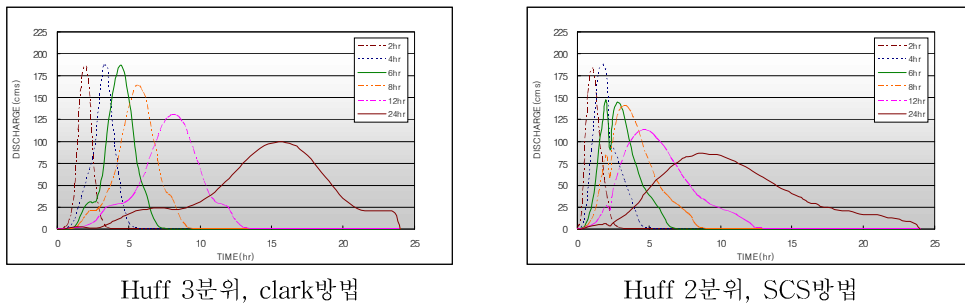 225
200
175
150
125
100
75
50
25
0
DISCHARGE(cms)
0 5 10 15 20 25
TIME(hr)
2hr
4hr
6hr
8hr
12hr
24hr
Huff 3분위, clark방법
225
200
175
150
125
100
75
50
25
0
DISCHARGE(cms)
0 5 10 15 20 25
TIME(hr)
2hr
4hr
6hr
8hr
12hr
24hr
Huff 2분위, SCS방법